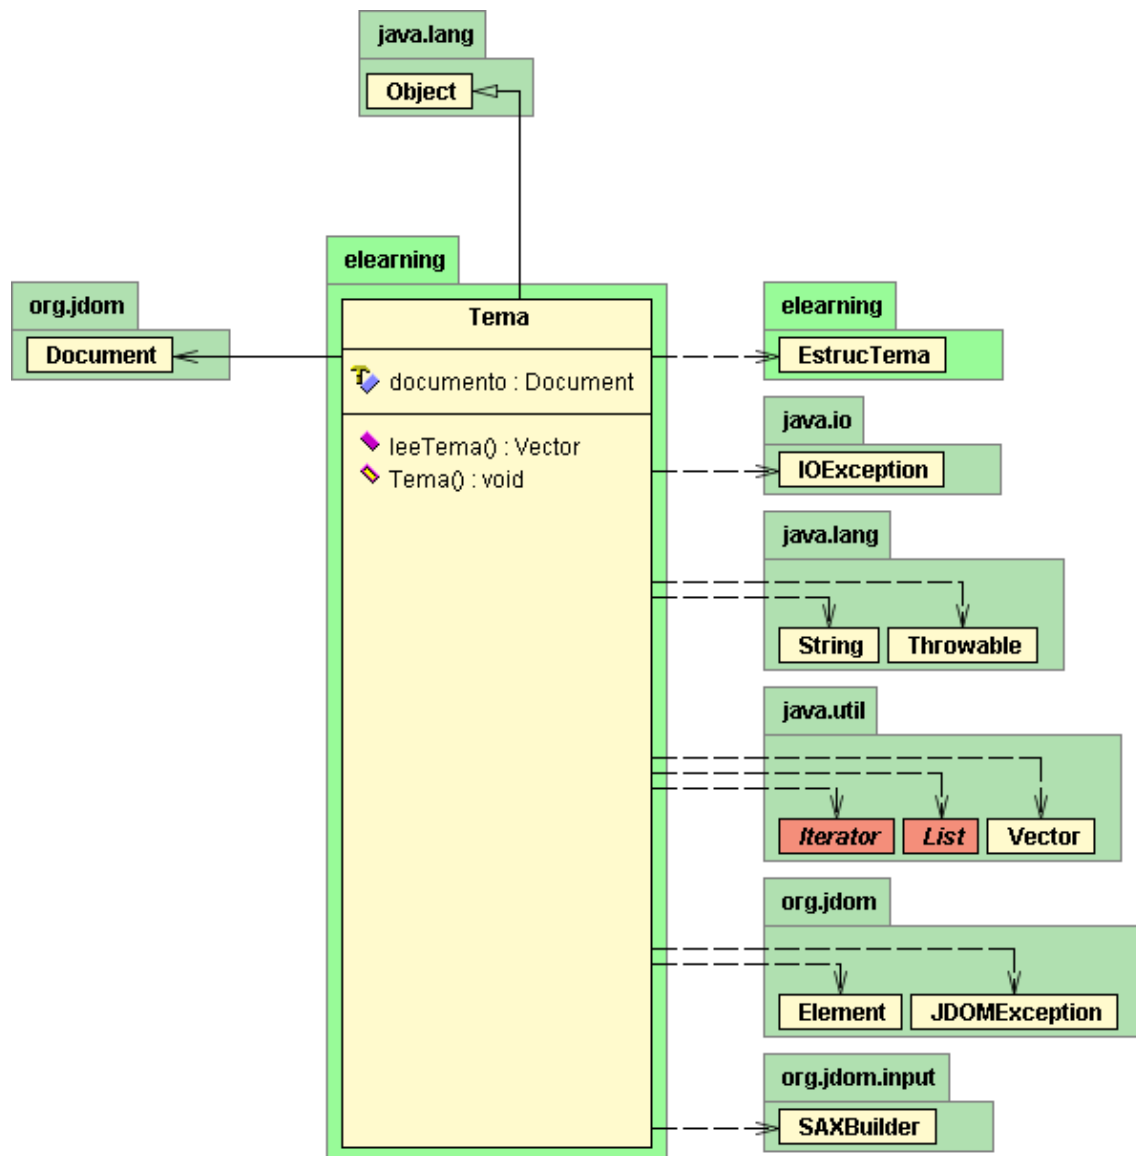 java.lang
Object
elearning
Tema
documento : Document
leeTema() : Vector
Tema() : void
org.jdom
Document
elearning
EstrucTema
java.io
IOException
java.lang
String Throwable
java.util
Iterator List Vector
org.jdom
Element JDOMException
org.jdom.input
SAXBuilder